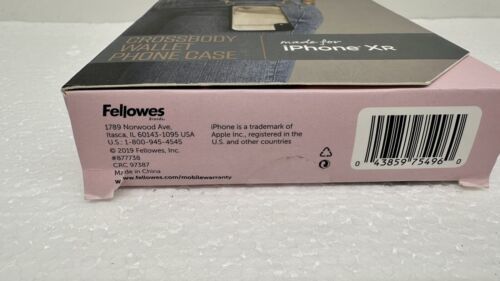 CROSSBODY
WALLET
PHONE CASE
made for
iPhone XR
Fellowes
Brands
1789 Norwood Ave.
Itasca, IL 60143-1095 USA
U.S.: 1-800-945-4545
© 2019 Fellowes, Inc.
#877738
CRC 97387
Made in China
www.fellowes.com/mobilewarranty
iPhone is a trademark of
Apple Inc., registered in the
U.S. and other countries
0 43859 75496 0